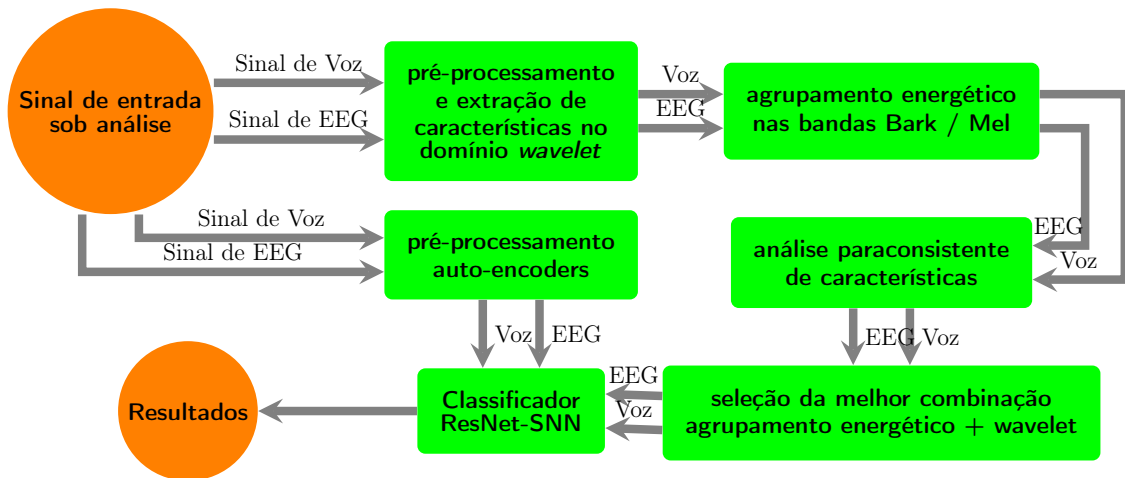 Sinal de entrada
sob análise
Sinal de Voz
Sinal de EEG
pré-processamento
e extração de
característícas no
domínio wavelet
Voz
EEG
agrupamento energético
nas bandas Bark / Mel
Sinal de Voz
Sinal de EEG
pré-processamento
auto-encoders
EEG
Voz
análise paraconsistente
de características
Voz
EEG
EEG
Voz
Resultados
Classificador
ResNet-SNN
EEG
Voz
seleção da melhor combinação
agrupamento energético + wavelet